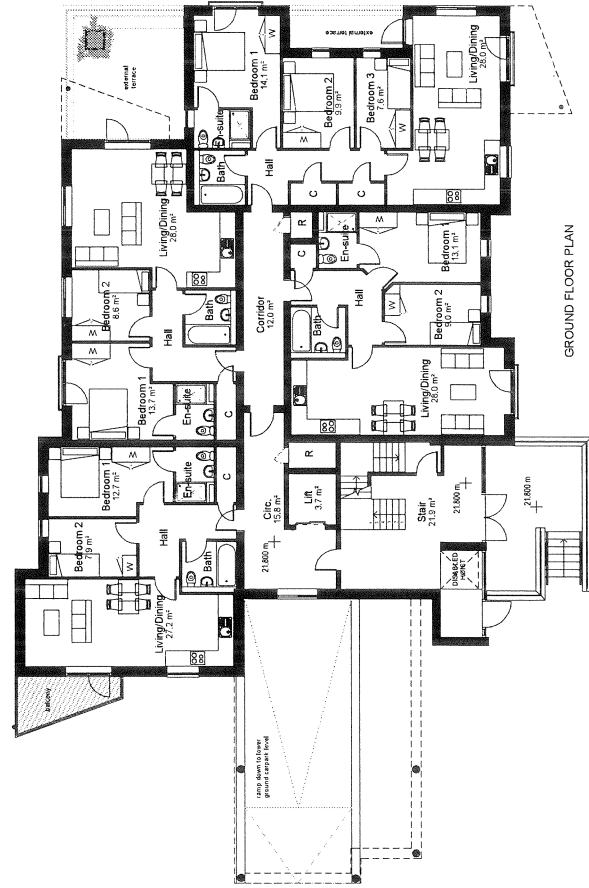 GROUND FLOOR PLAN
external
terrace
external terrace
Bedroom 1
14,1 m²
W
Bedroom 2
9.9 m²
W
Bedroom 3
7,6 m²
W
Living/Dining
28.0 m²
En-suite
Bath
Hall
C
C
Living/Dining
28.0 m²
Bedroom 2
8.6 m²
W
Hall
Bath
W
Bedroom 1
13,7 m²
En-suite
C
Corridor
12,0 m²
R
C
En-suite
W
Bedroom 1
13,1 m²
Hall
W
Bedroom 2
9.0 m²
Bath
Living/Dining
28,0 m²
Bedroom 1
12,7 m²
W
En-suite
C
Bedroom 2
7,9 m²
W
Hall
Bath
Living/Dining
27,2 m²
balcony
Circ.
15,8 m²
21.800 m
R
Lift
3,7 m²
Stair
21.9 m²
21.800 m
21.800 m
DISABLED
HOIST
ramp down to lower
ground carpark level